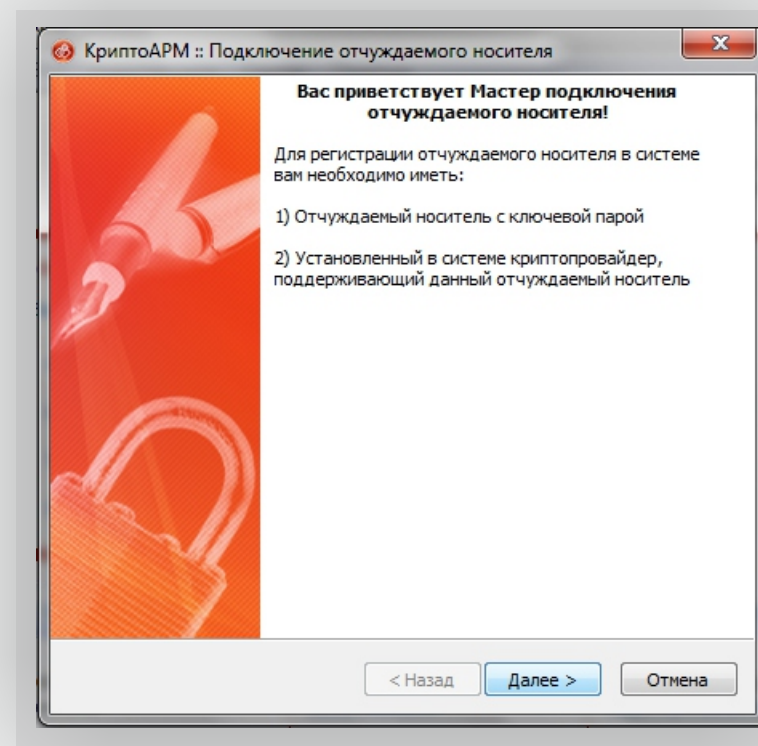 КриптоАРМ :: Подключение отчуждаемого носителя
Вас приветствует Мастер подключения
отчуждаемого носителя!
Для регистрации отчуждаемого носителя в системе
вам необходимо иметь:
1) Отчуждаемый носитель с ключевой парой
2) Установленный в системе криптопровайдер,
поддерживающий данный отчуждаемый носитель
< Назад Далее > Отмена